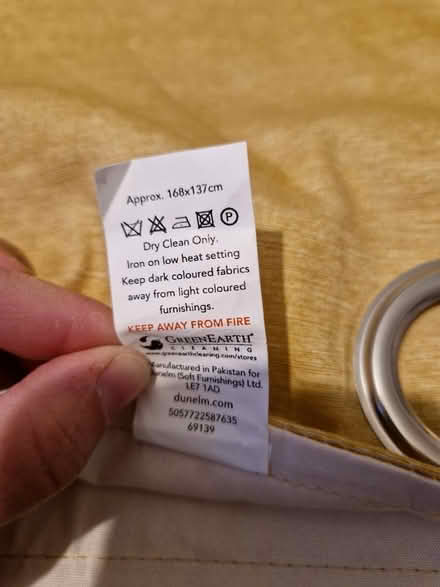 Approx. 168x137cm
P
Dry Clean Only.
Iron on low heat setting
Keep dark coloured fabrics
away from light coloured
furnishings.
KEEP AWAY FROM FIRE
GREENEARTH®
CLEANING
www.greenearthcleaning.com/stores
Manufactured in Pakistan for
(Soft Furnishings) Ltd.
LE7 1AD
dunelm.com
5057722587635
69139